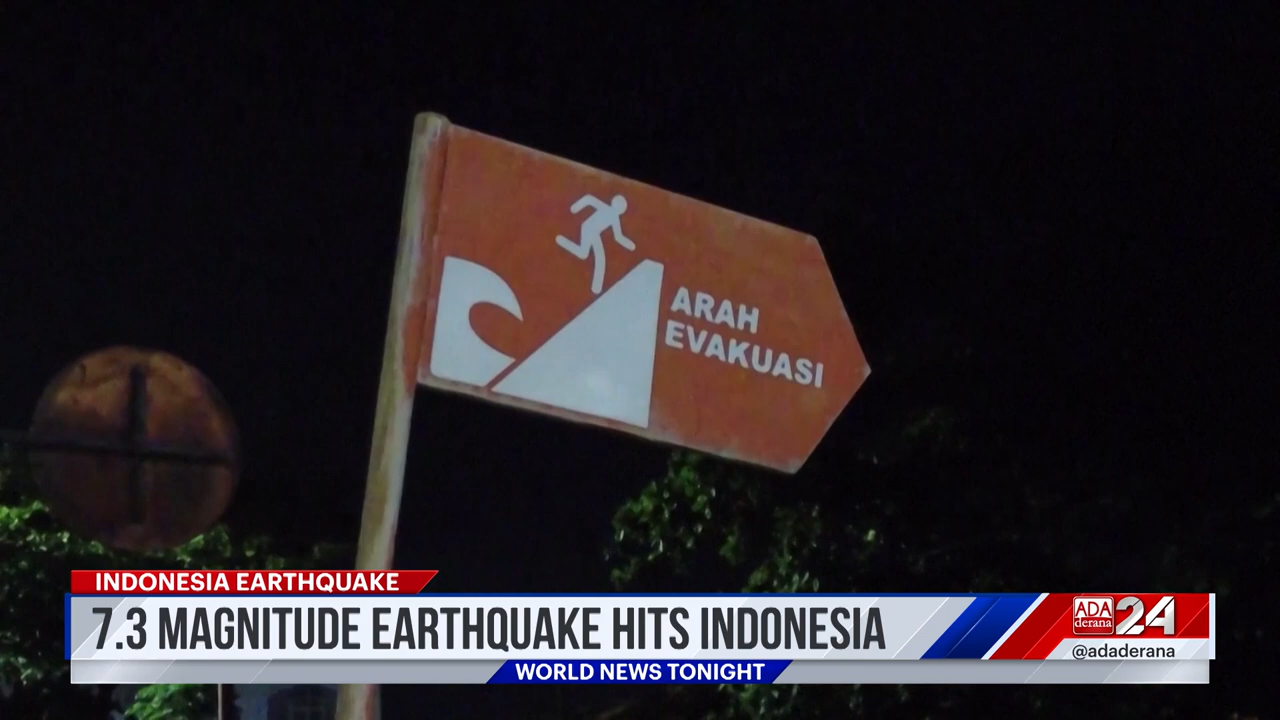 ARAH
EVAKUASI
INDONESIA EARTHQUAKE
7.3 MAGNITUDE EARTHQUAKE HITS INDONESIA
ADA
derana
24
@adaderana
WORLD NEWS TONIGHT